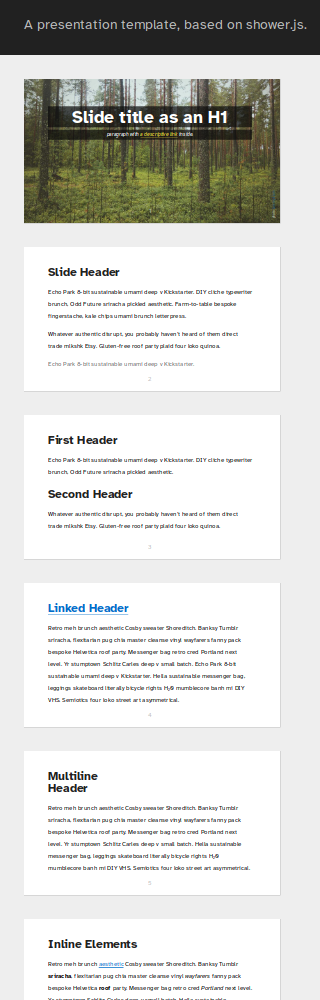 A presentation template, based on shower.js.
Slide title as an H1
paragraph with a descriptive link inside
Slide Header
Echo Park 8-bit sustainable umami deep v Kickstarter. DIY cliche typewriter
brunch. Odd Future sriracha pickled aesthetic. Farm-to-table bespoke
fingerstache, kale chips umami brunch letterpress.
Whatever authentic disrupt, you probably haven't heard of them direct
trade mlkshk Etsy. Gluten-free roof party plaid four loko quinoa.
Echo Park 8-bit sustainable umami deep v Kickstarter.
2
First Header
Echo Park 8-bit sustainable umami deep v Kickstarter. DIY cliche typewriter
brunch. Odd Future sriracha pickled aesthetic.
Second Header
Whatever authentic disrupt, you probably haven't heard of them direct
trade mlkshk Etsy. Gluten-free roof party plaid four loko quinoa.
3
Linked Header
Retro meh brunch aesthetic Cosby sweater Shoreditch. Banksy Tumblr
sriracha, flexitarian pug chia master cleanse vinyl wayfarers fanny pack
bespoke Helvetica roof party. Messenger bag retro cred Portland next
level. Yr stumptown Schlitz Carles deep v small batch. Echo Park 8-bit
sustainable umami deep v Kickstarter. Hella sustainable messenger bag,
leggings skateboard literally bicycle rights H₂0 mumblecore banh mi DIY
VHS. Semiotics four loko street art asymmetrical.
4
Multiline
Header
Retro meh brunch aesthetic Cosby sweater Shoreditch. Banksy Tumblr
sriracha, flexitarian pug chia master cleanse vinyl wayfarers fanny pack
bespoke Helvetica roof party. Messenger bag retro cred Portland next
level. Yr stumptown Schlitz Carles deep v small batch. Hella sustainable
messenger bag, leggings skateboard literally bicycle rights H₂0
mumblecore banh mi DIY VHS. Semiotics four loko street art asymmetrical.
5
Inline Elements
Retro meh brunch aesthetic Cosby sweater Shoreditch. Banksy Tumblr
sriracha, flexitarian pug chia master cleanse vinyl wayfarers fanny pack
bespoke Helvetica roof party. Messenger bag retro cred Portland next level.